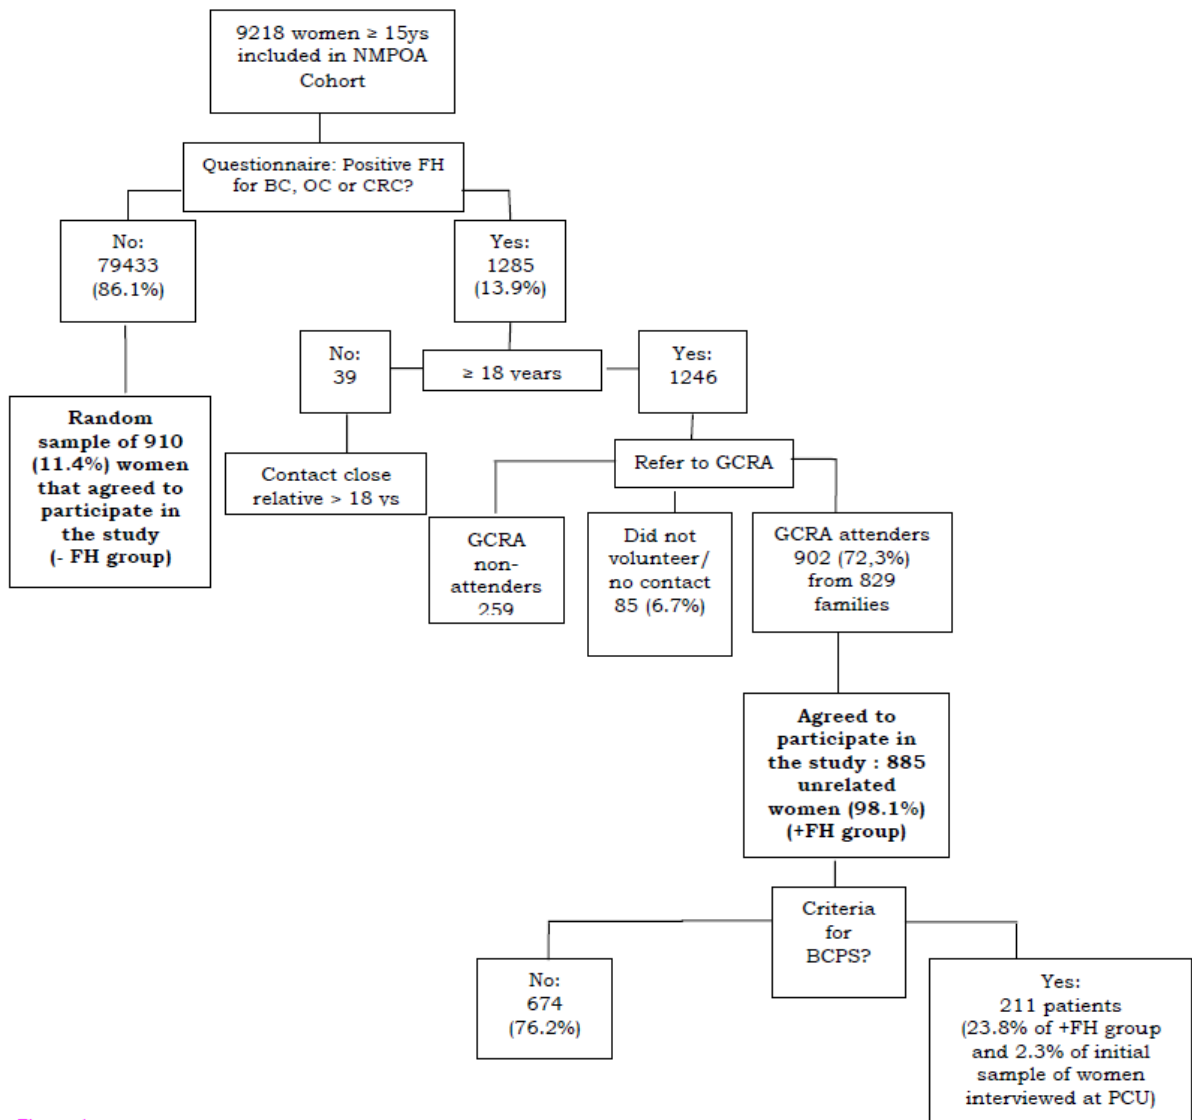 9218 women ≥ 15ys
included in NMPOA
Cohort
Questionnaire: Positive FH
for BC, OC or CRC?
No:
79433
(86.1%)
Yes:
1285
(13.9%)
No:
39
≥ 18 years
Yes:
1246
Random
sample of 910
(11.4%) women
that agreed to
participate in
the study
(- FH group)
Contact close
relative > 18 ys
Refer to GCRA
GCRA
non-
attenders
259
Did not
volunteer/
no contact
85 (6.7%)
GCRA attenders
902 (72,3%)
from 829
families
Agreed to
participate in
the study : 885
unrelated
women (98.1%)
(+FH group)
Criteria
for
BCPS?
No:
674
(76.2%)
Yes:
211 patients
(23.8% of +FH group
and 2.3% of initial
sample of women
interviewed at PCU)